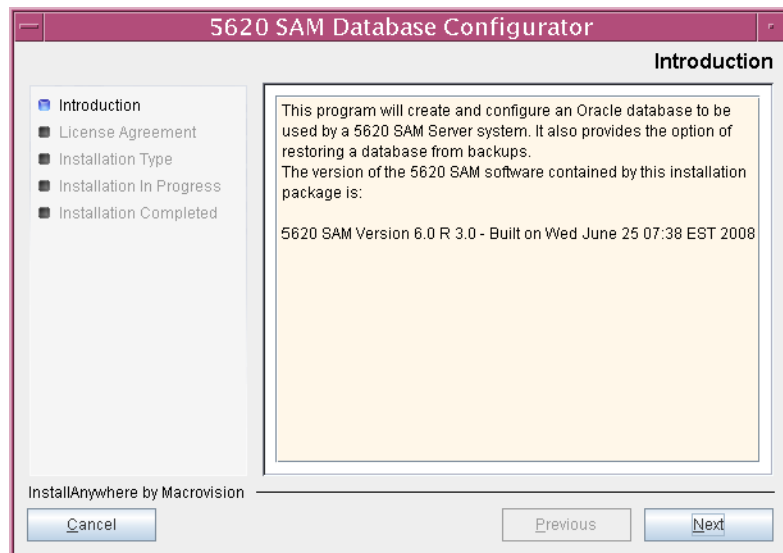 5620 SAM Database Configurator
Introduction
Introduction
License Agreement
Installation Type
Installation In Progress
Installation Completed
This program will create and configure an Oracle database to be
used by a 5620 SAM Server system. It also provides the option of
restoring a database from backups.
The version of the 5620 SAM software contained by this installation
package is:
5620 SAM Version 6.0 R 3.0 - Built on Wed June 25 07:38 EST 2008
InstallAnywhere by Macrovision
Cancel
Previous
Next